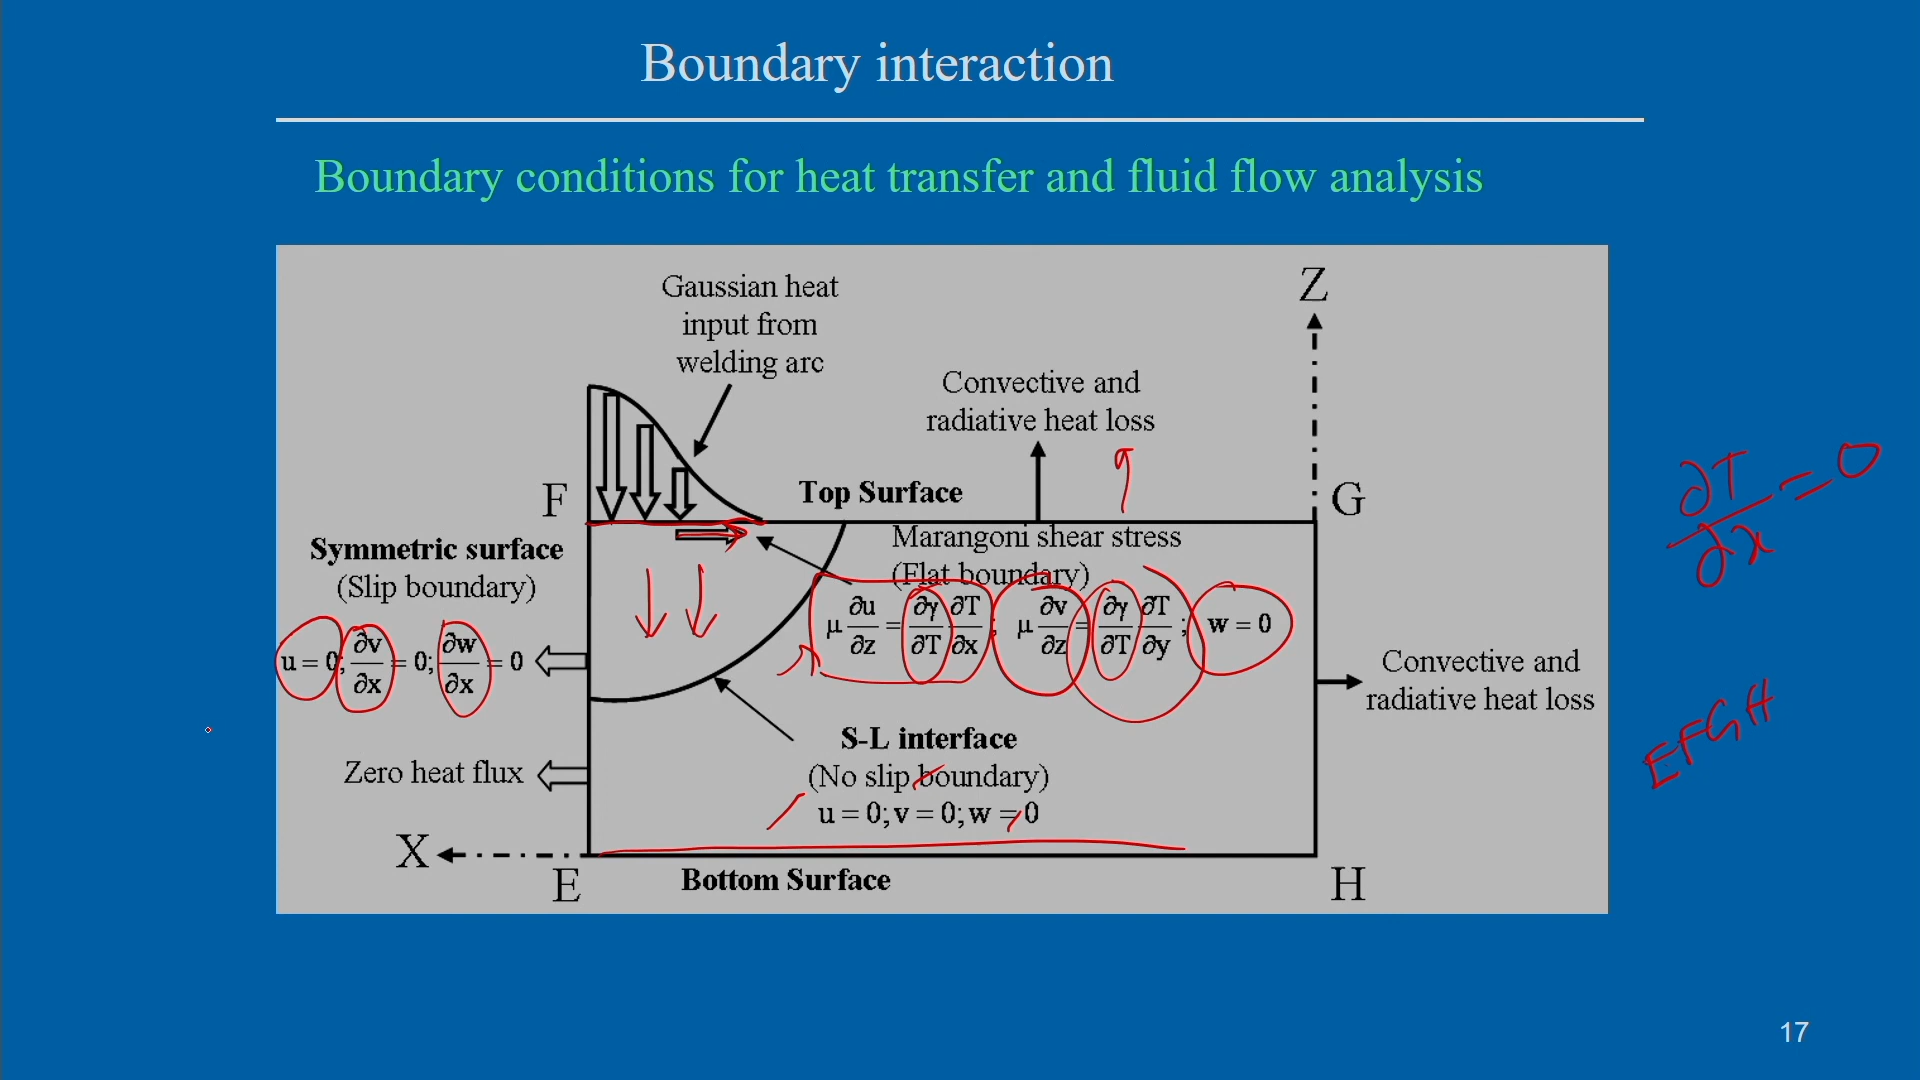 Boundary interaction
Boundary conditions for heat transfer and fluid flow analysis
Gaussian heat
input from
welding arc
Z
Convective and
radiative heat loss
F
Top Surface
G
∂T/∂x = 0
Symmetric surface
(Slip boundary)
Marangoni shear stress
(Flat boundary)
μ ∂u/∂z = ∂γ/∂T ∂T/∂x ; μ ∂v/∂z = ∂γ/∂T ∂T/∂y ; w = 0
u = 0; ∂v/∂x = 0; ∂w/∂x = 0
Convective and
radiative heat loss
EFGH
S-L interface
(No slip boundary)
u = 0; v = 0; w = 0
Zero heat flux
X
E
Bottom Surface
H
17